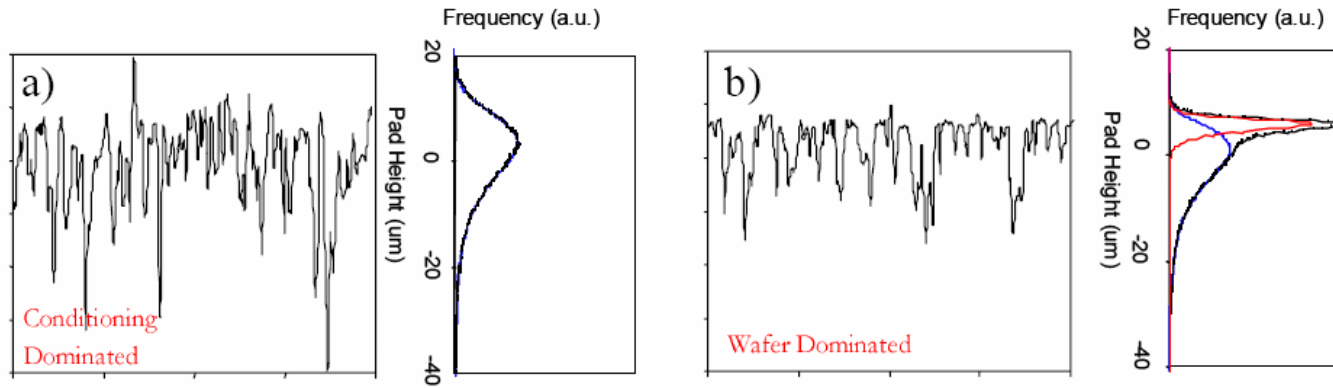 Frequency (a.u.)
a)
Conditioning
Dominated
Pad Height (um)
20
0
-20
-40
Frequency (a.u.)
b)
Wafer Dominated
Pad Height (um)
20
0
-20
-40